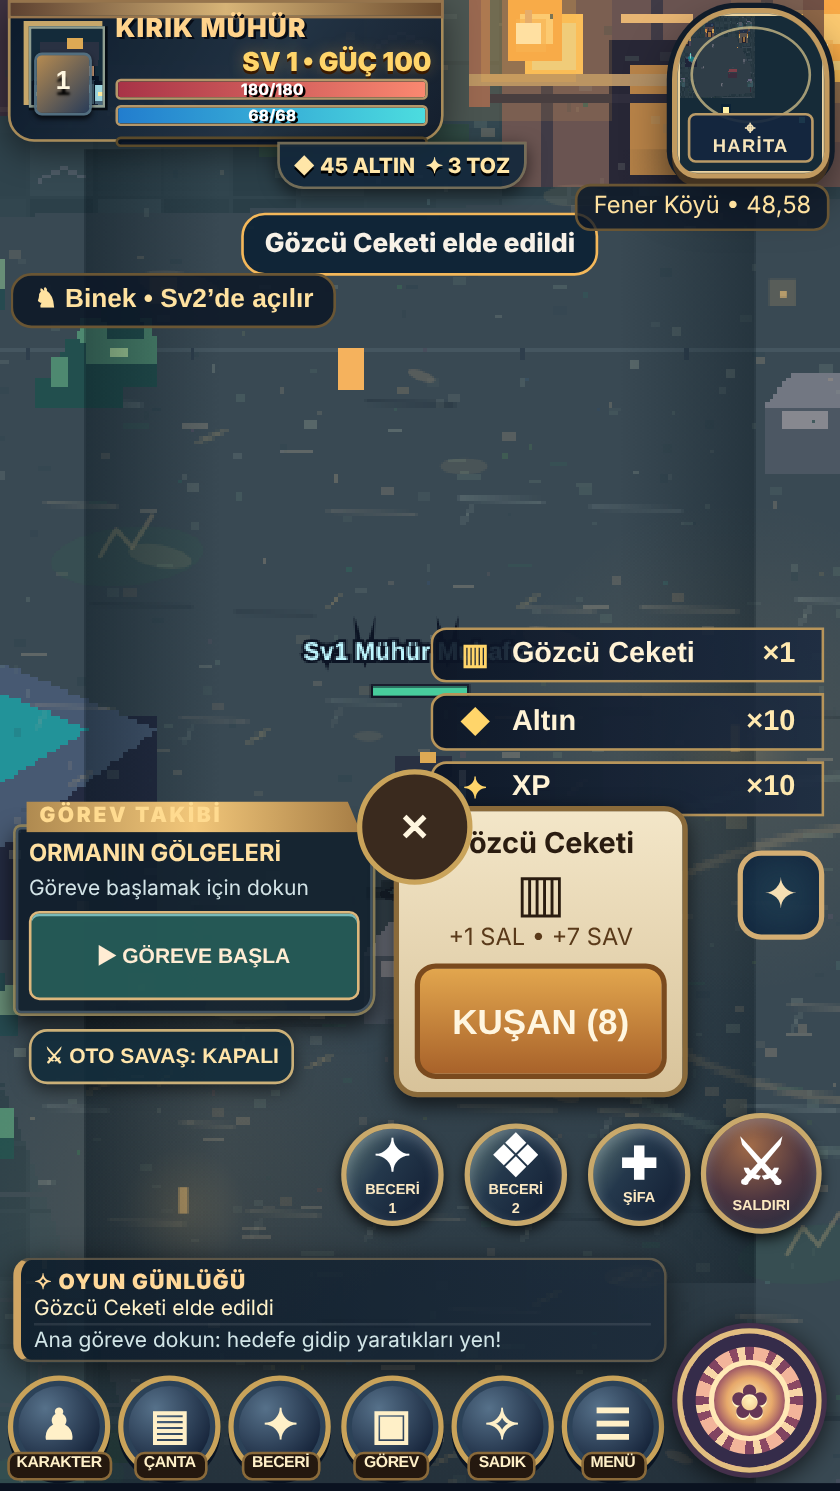 KIRIK MÜHÜR
1
SV 1 • GÜÇ 100
180/180
68/68
◆ 45 ALTIN ✦ 3 TOZ
HARİTA
Fener Köyü • 48,58
Gözcü Ceketi elde edildi
Binek • Sv2’de açılır
Sv1 Mühür
Gözcü Ceketi ×1
Altın ×10
XP ×10
GÖREV TAKİBİ
ORMANIN GÖLGELERİ
Göreve başlamak için dokun
▶ GÖREVE BAŞLA
⚔ OTO SAVAŞ: KAPALI
×
özcü Ceketi
+1 SAL • +7 SAV
KUŞAN (8)
BECERİ 1
BECERİ 2
ŞİFA
SALDIRI
✧ OYUN GÜNLÜĞÜ
Gözcü Ceketi elde edildi
Ana göreve dokun: hedefe gidip yaratıkları yen!
KARAKTER
ÇANTA
BECERİ
GÖREV
SADIK
MENÜ